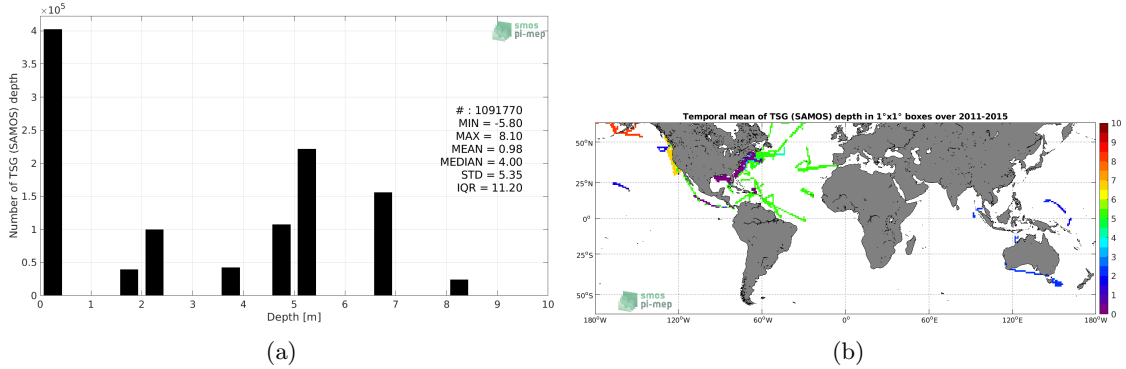 ×10⁵
4
3.5
3
2.5
2
1.5
1
0.5
0
Number of TSG (SAMOS) depth
0 1 2 3 4 5 6 7 8 9 10
Depth [m]
smos
pi-mep
# : 1091770
MIN = -5.80
MAX = 8.10
MEAN = 0.98
MEDIAN = 4.00
STD = 5.35
IQR = 11.20
(a)
Temporal mean of TSG (SAMOS) depth in 1°x1° boxes over 2011-2015
50°N
25°N
0°
25°S
50°S
180°W 120°W 60°W 0° 60°E 120°E 180°E
10
9
8
7
6
5
4
3
2
1
0
smos
pi-mep
(b)